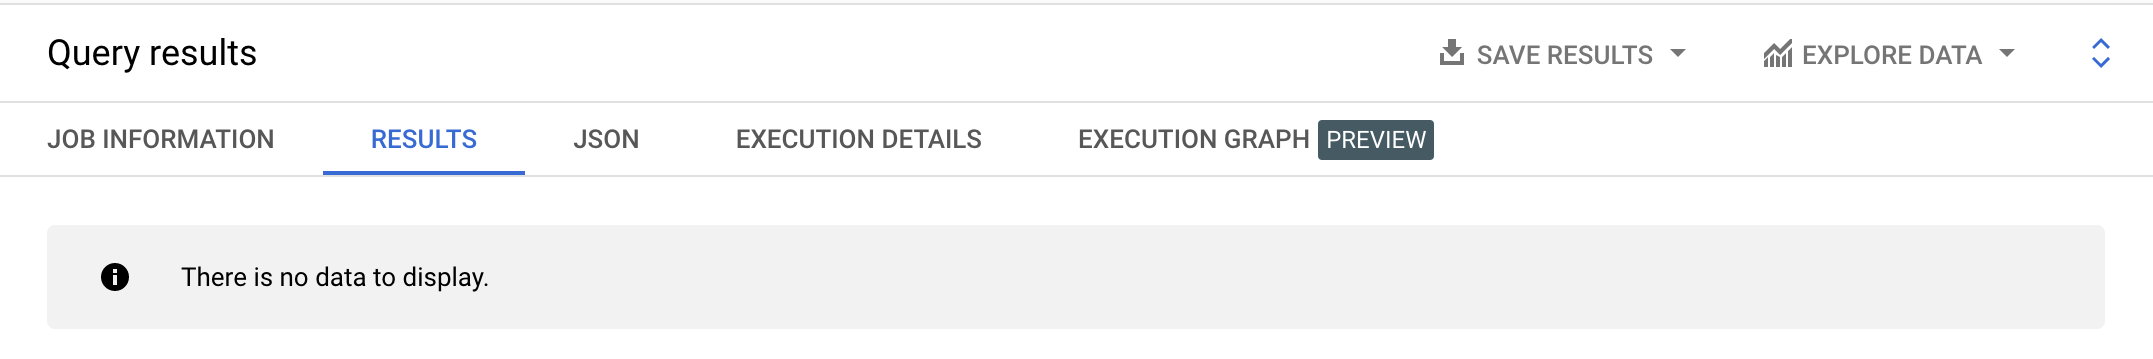 Query results
SAVE RESULTS
EXPLORE DATA
JOB INFORMATION
RESULTS
JSON
EXECUTION DETAILS
EXECUTION GRAPH
PREVIEW
There is no data to display.